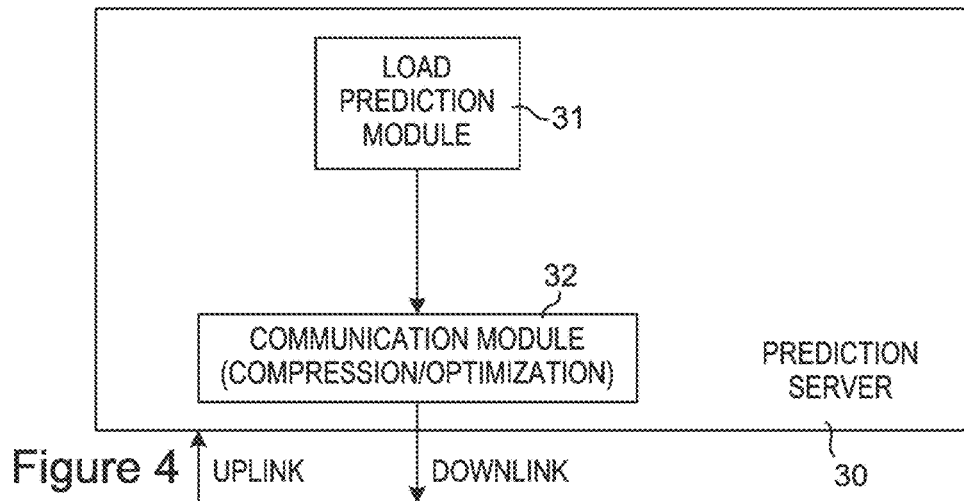 LOAD
PREDICTION
MODULE
31
32
COMMUNICATION MODULE
(COMPRESSION/OPTIMIZATION)
PREDICTION
SERVER
30
Figure 4
UPLINK
DOWNLINK